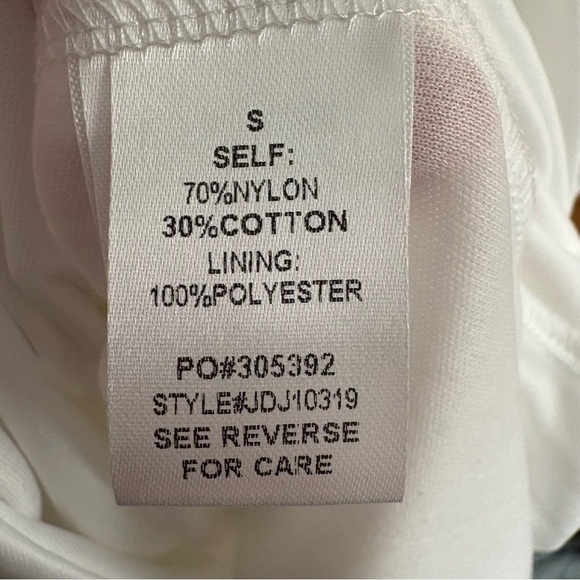 S
SELF:
70%NYLON
30%COTTON
LINING:
100%POLYESTER
PO#305392
STYLE#JDJ10319
SEE REVERSE
FOR CARE